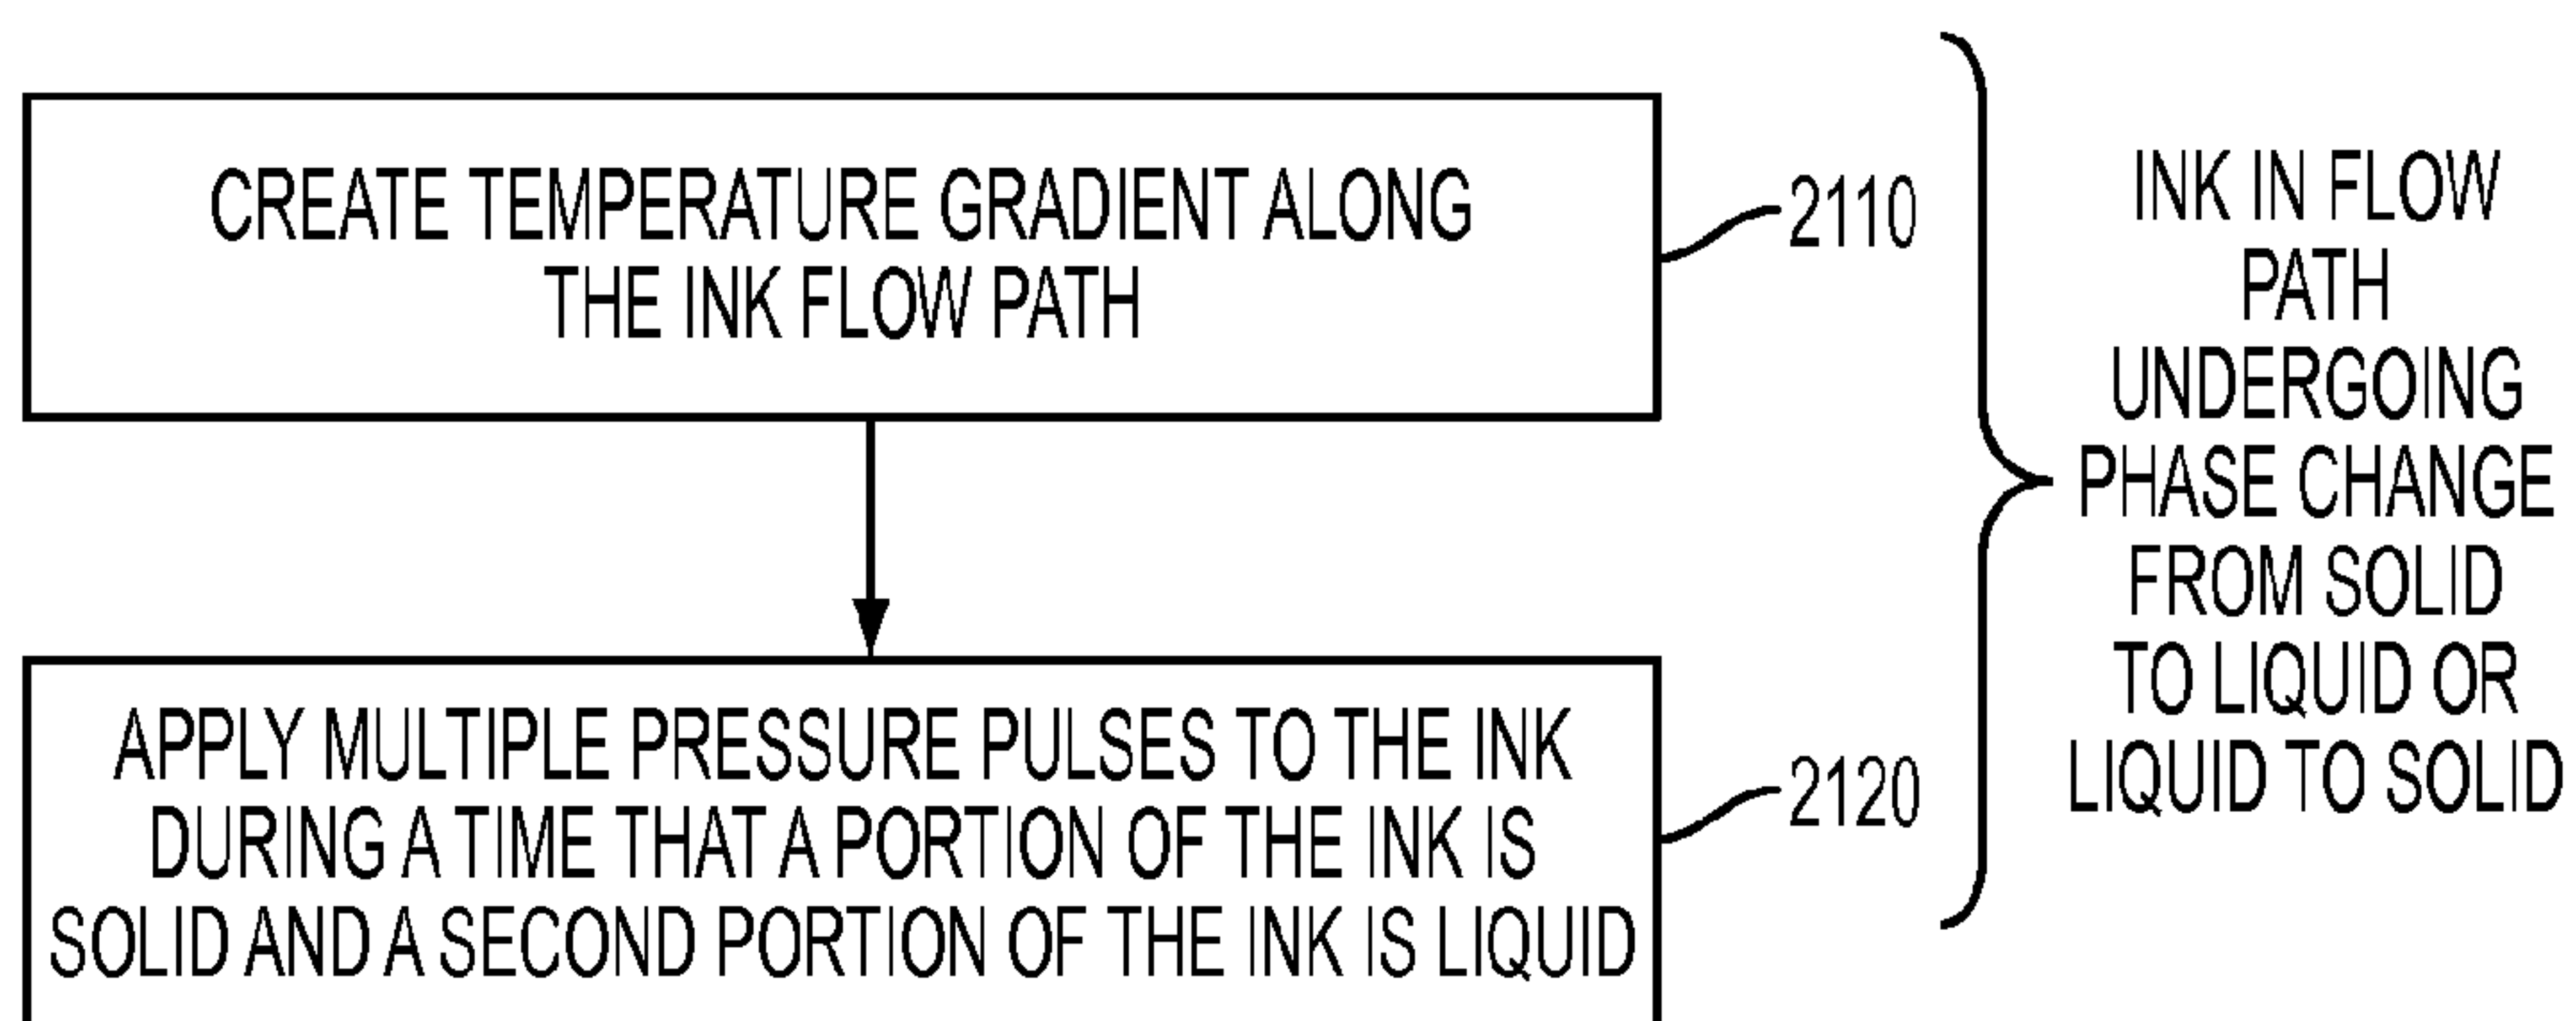 CREATE TEMPERATURE GRADIENT ALONG
THE INK FLOW PATH
2110
APPLY MULTIPLE PRESSURE PULSES TO THE INK
DURING A TIME THAT A PORTION OF THE INK IS
SOLID AND A SECOND PORTION OF THE INK IS LIQUID
2120
INK IN FLOW
PATH
UNDERGOING
PHASE CHANGE
FROM SOLID
TO LIQUID OR
LIQUID TO SOLID